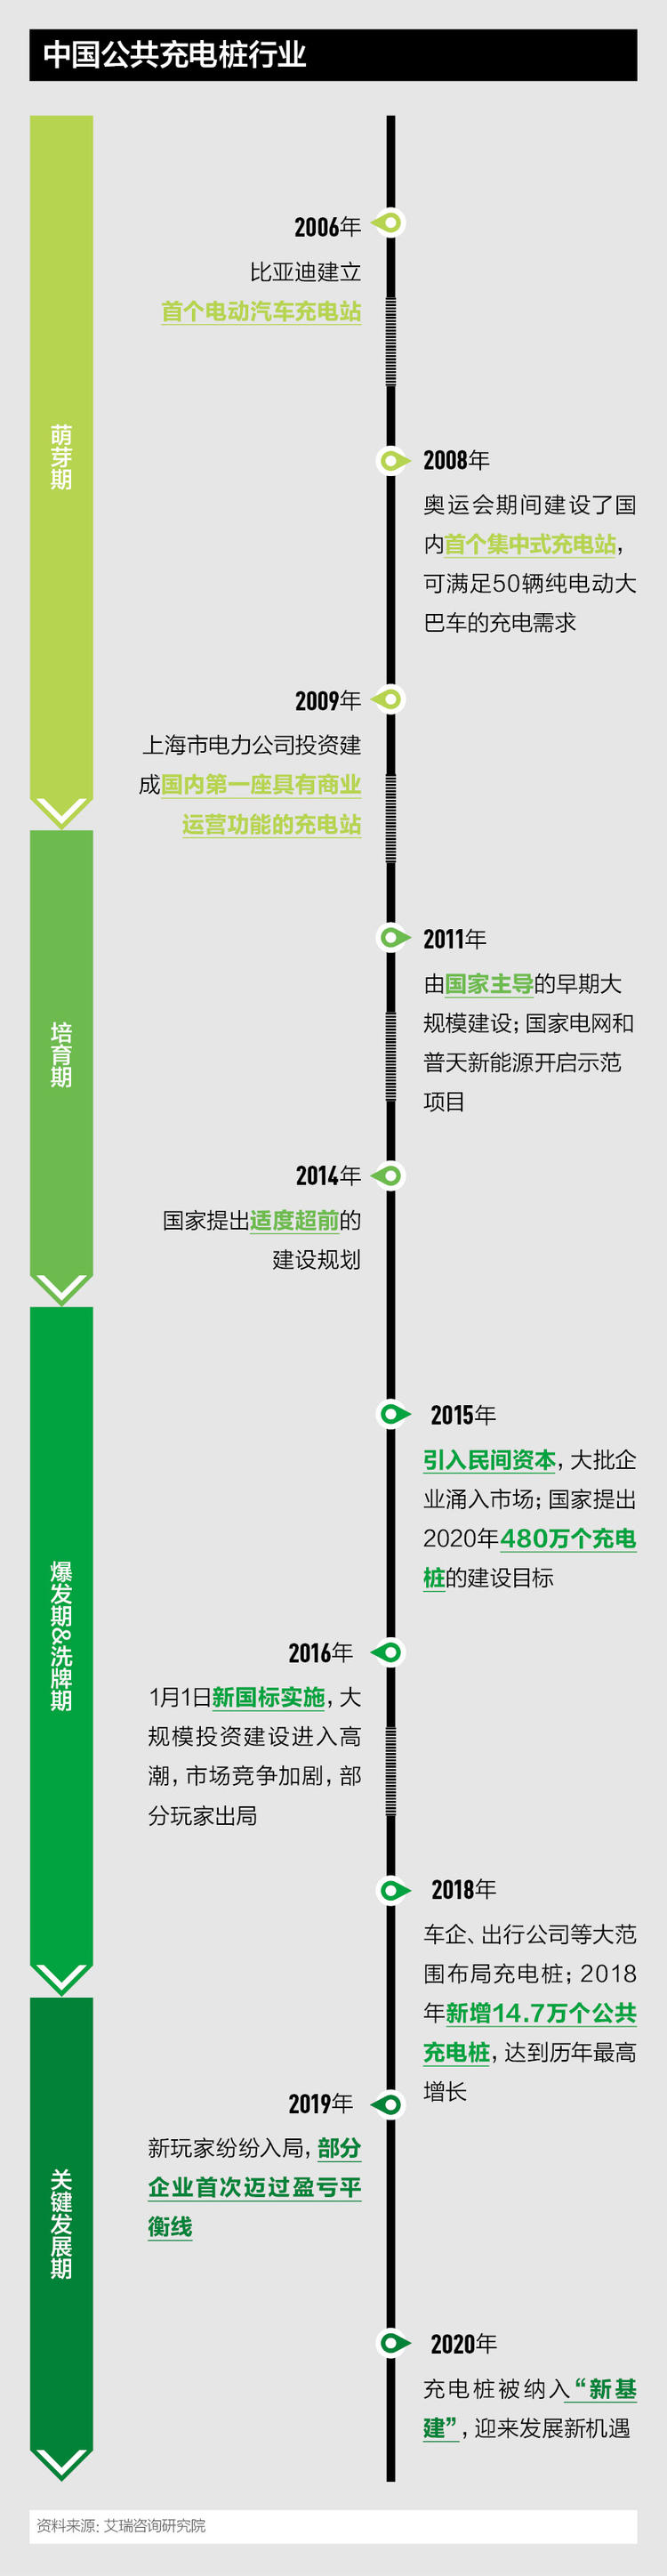 中国公共充电桩行业
萌芽期
2006年
比亚迪建立
首个电动汽车充电站
2008年
奥运会期间建设了国
内首个集中式充电站，
可满足50辆纯电动大
巴车的充电需求
2009年
上海市电力公司投资建
成国内第一座具有商业
运营功能的充电站
培育期
2011年
由国家主导的早期大
规模建设；国家电网和
普天新能源开启示范
项目
2014年
国家提出适度超前的
建设规划
爆发期&洗牌期
2015年
引入民间资本，大批企
业涌入市场；国家提出
2020年480万个充电
桩的建设目标
2016年
1月1日新国标实施，大
规模投资建设进入高
潮，市场竞争加剧，部
分玩家出局
2018年
车企、出行公司等大范
围布局充电桩；2018
年新增14.7万个公共
充电桩，达到历年最高
增长
关键发展期
2019年
新玩家纷纷入局，部分
企业首次迈过盈亏平
衡线
2020年
充电桩被纳入“新基
建”，迎来发展新机遇
资料来源：艾瑞咨询研究院